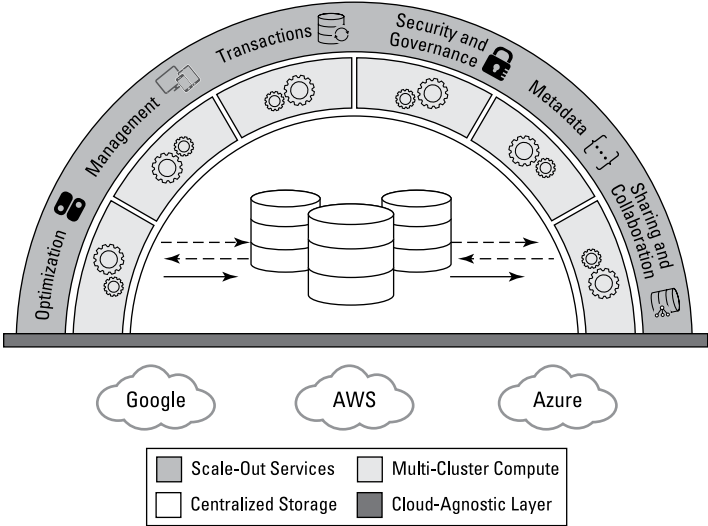 Optimization
Management
Transactions
Security and
Governance
Metadata
{...}
Sharing and
Collaboration
Google
AWS
Azure
Scale-Out Services
Multi-Cluster Compute
Centralized Storage
Cloud-Agnostic Layer